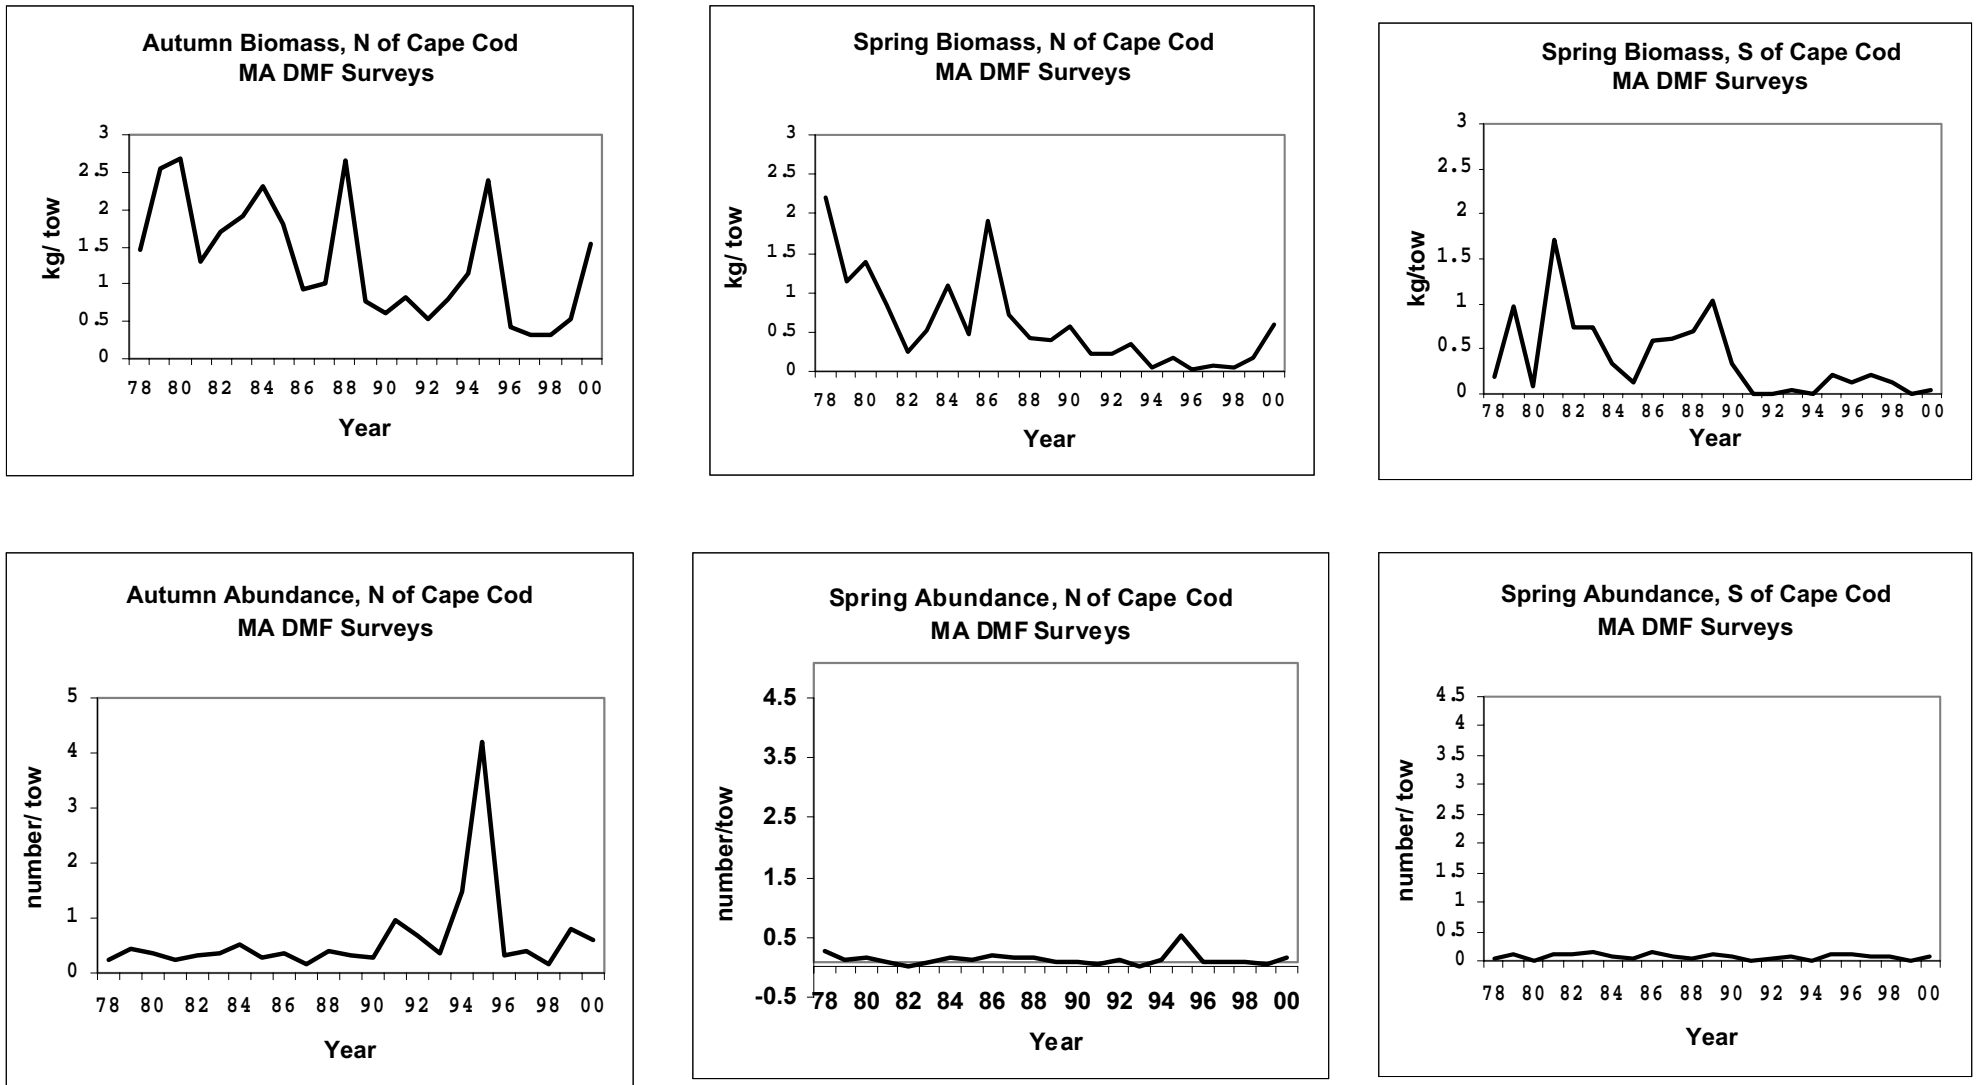 Autumn Biomass, N of Cape Cod
MA DMF Surveys
3
2.5
2
1.5
1
0.5
0
kg/ tow
78 80 82 84 86 88 90 92 94 96 98 00
Year
Spring Biomass, N of Cape Cod
MA DMF Surveys
3
2.5
2
1.5
1
0.5
0
kg/ tow
78 80 82 84 86 88 90 92 94 96 98 00
Year
Spring Biomass, S of Cape Cod
MA DMF Surveys
3
2.5
2
1.5
1
0.5
0
kg/tow
78 80 82 84 86 88 90 92 94 96 98 00
Year
Autumn Abundance, N of Cape Cod
MA DMF Surveys
5
4
3
2
1
0
number/ tow
78 80 82 84 86 88 90 92 94 96 98 00
Year
Spring Abundance, N of Cape Cod
MA DMF Surveys
4.5
3.5
2.5
1.5
0.5
-0.5
number/tow
78 80 82 84 86 88 90 92 94 96 98 00
Year
Spring Abundance, S of Cape Cod
MA DMF Surveys
4.5
4
3.5
3
2.5
2
1.5
1
0.5
0
number/ tow
78 80 82 84 86 88 90 92 94 96 98 00
Year